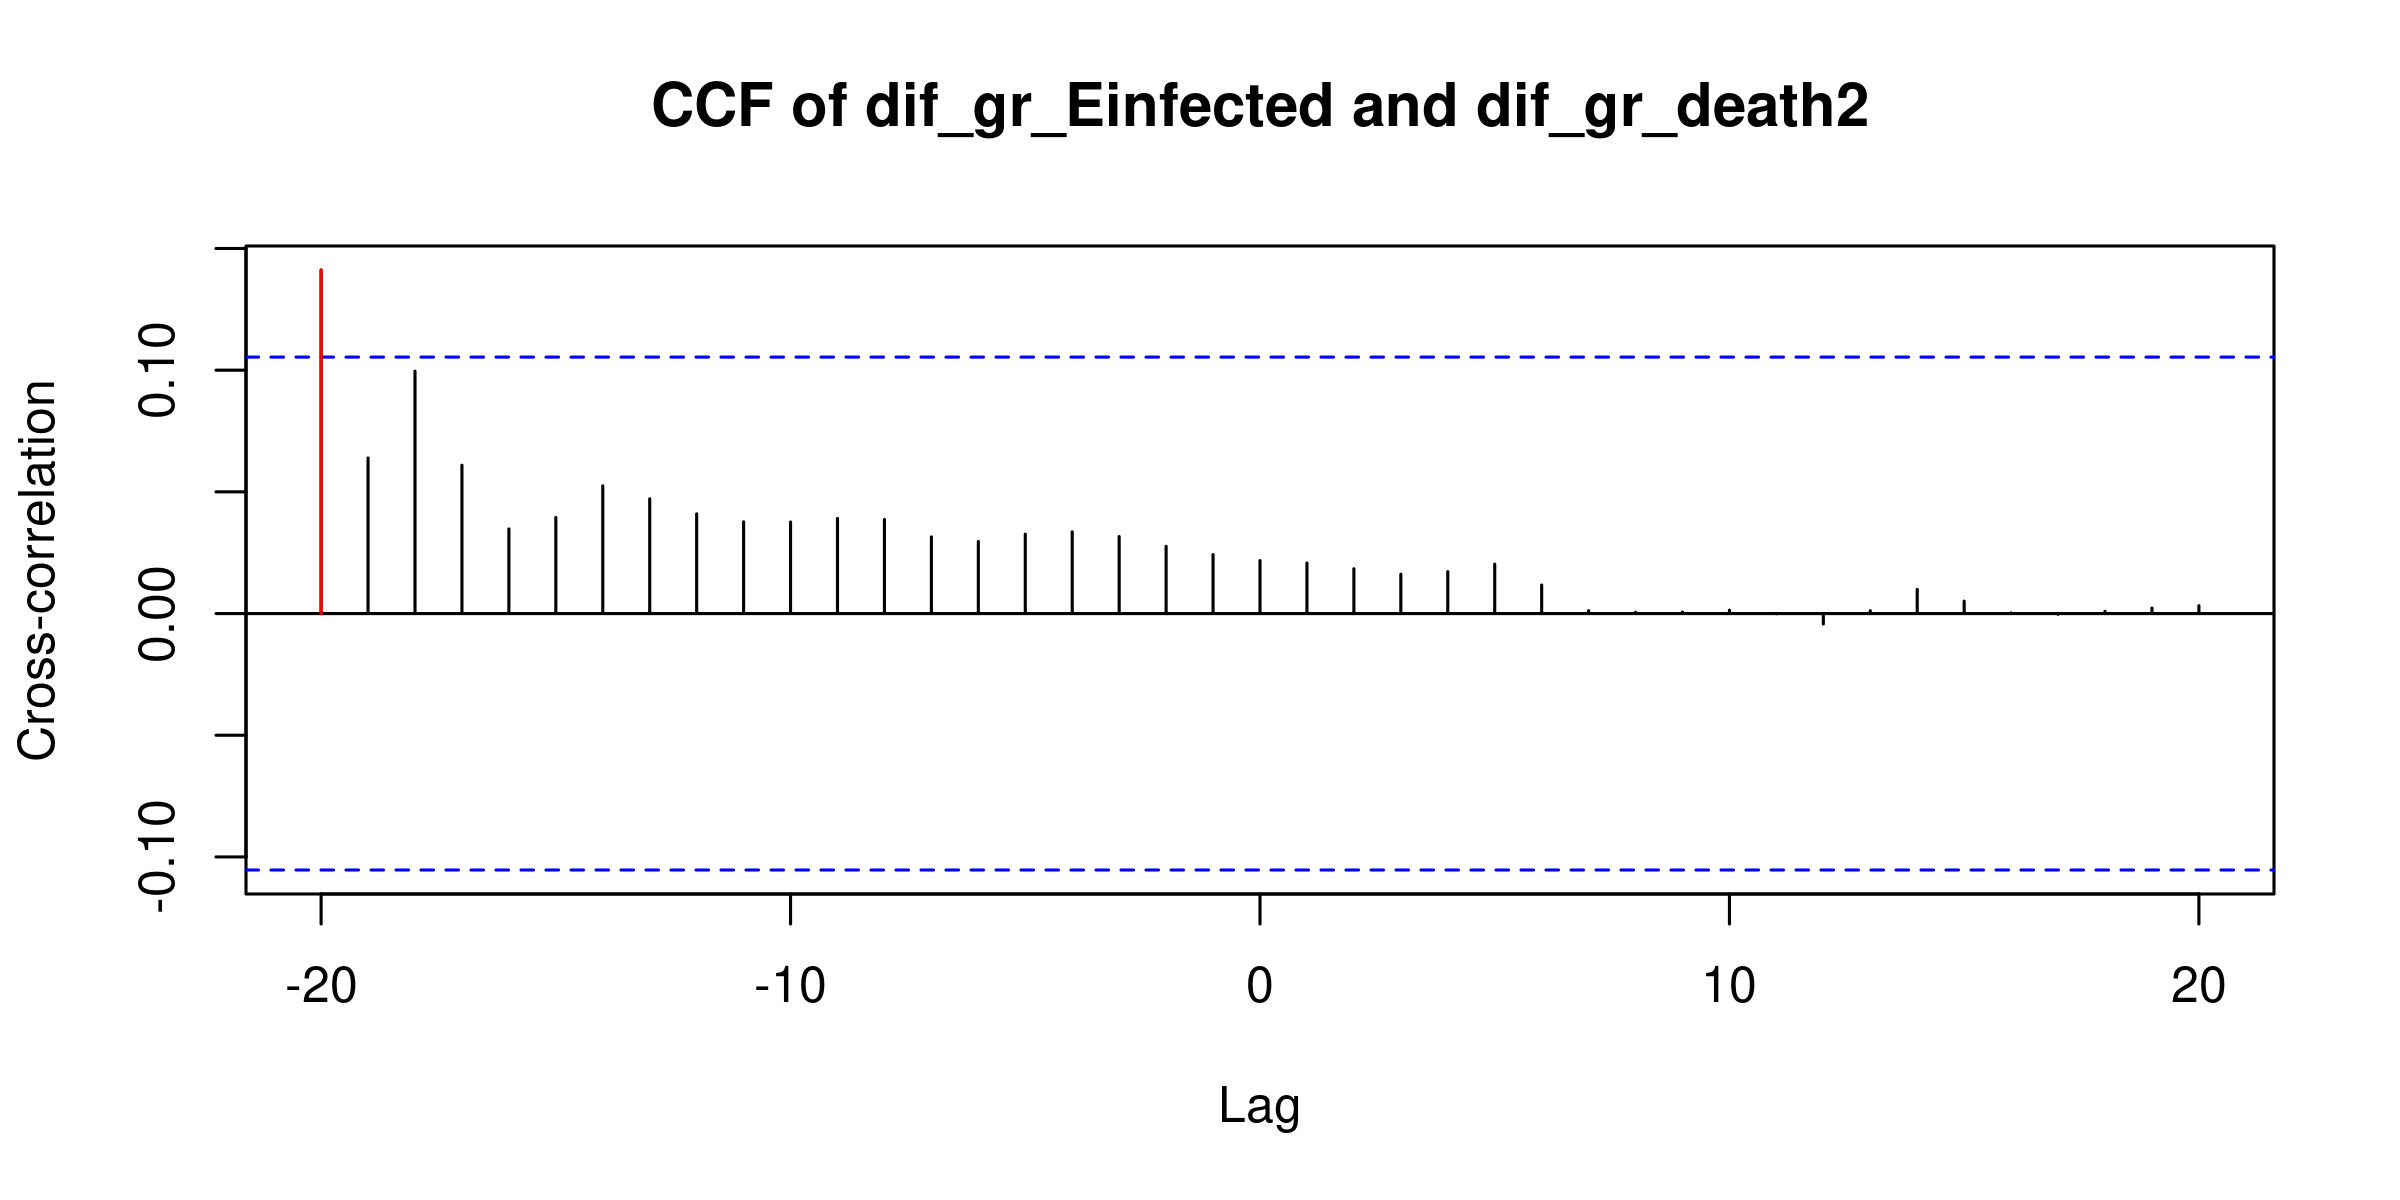 CCF of dif_gr_Einfected and dif_gr_death2
Cross-correlation
0.10
0.00
-0.10
-20 -10 0 10 20
Lag